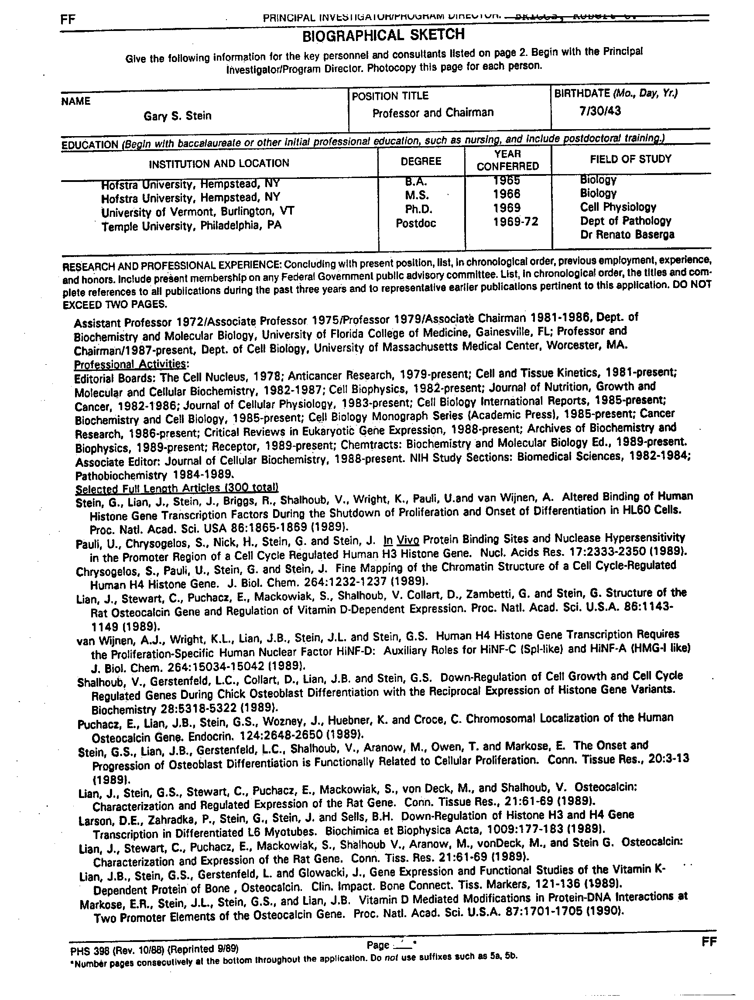 FF
PRINCIPAL INVESTIGATOR/PROGRAM DIRECTOR:
BIOGRAPHICAL SKETCH
Give the following information for the key personnel and consultants listed on page 2. Begin with the Principal
Investigator/Program Director. Photocopy this page for each person.
NAME
POSITION TITLE
BIRTHDATE (Mo., Day, Yr.)
Gary S. Stein
Professor and Chairman
7/30/43
EDUCATION (Begin with baccalaureate or other initial professional education, such as nursing, and include postdoctoral training.)
INSTITUTION AND LOCATION
DEGREE
YEAR
CONFERRED
FIELD OF STUDY
Hofstra University, Hempstead, NY B.A. 1965 Biology
Hofstra University, Hempstead, NY M.S. 1966 Biology
University of Vermont, Burlington, VT Ph.D. 1969 Cell Physiology
Temple University, Philadelphia, PA Postdoc 1969-72 Dept of Pathology
Dr Renato Baserga
RESEARCH AND PROFESSIONAL EXPERIENCE: Concluding with present position, list, in chronological order, previous employment, experience,
and honors. Include present membership on any Federal Government public advisory committee. List, in chronological order, the titles and com-
plete references to all publications during the past three years and to representative earlier publications pertinent to this application. DO NOT
EXCEED TWO PAGES.
Assistant Professor 1972/Associate Professor 1975/Professor 1979/Associate Chairman 1981-1986, Dept. of
Biochemistry and Molecular Biology, University of Florida College of Medicine, Gainesville, FL; Professor and
Chairman/1987-present, Dept. of Cell Biology, University of Massachusetts Medical Center, Worcester, MA.
Professional Activities:
Editorial Boards: The Cell Nucleus, 1978; Anticancer Research, 1979-present; Cell and Tissue Kinetics, 1981-present;
Molecular and Cellular Biochemistry, 1982-1987; Cell Biophysics, 1982-present; Journal of Nutrition, Growth and
Cancer, 1982-1986; Journal of Cellular Physiology, 1983-present; Cell Biology International Reports, 1985-present;
Biochemistry and Cell Biology, 1985-present; Cell Biology Monograph Series (Academic Press), 1985-present; Cancer
Research, 1986-present; Critical Reviews in Eukaryotic Gene Expression, 1988-present; Archives of Biochemistry and
Biophysics, 1989-present; Receptor, 1989-present; Chemtracts: Biochemistry and Molecular Biology Ed., 1989-present.
Associate Editor: Journal of Cellular Biochemistry, 1988-present. NIH Study Sections: Biomedical Sciences, 1982-1984;
Pathobiochemistry 1984-1989.
Selected Full Length Articles (300 total)
Stein, G., Lian, J., Stein, J., Briggs, R., Shalhoub, V., Wright, K., Pauli, U.and van Wijnen, A. Altered Binding of Human
Histone Gene Transcription Factors During the Shutdown of Proliferation and Onset of Differentiation in HL60 Cells.
Proc. Natl. Acad. Sci. USA 86:1865-1869 (1989).
Pauli, U., Chrysogelos, S., Nick, H., Stein, G. and Stein, J. In Vivo Protein Binding Sites and Nuclease Hypersensitivity
in the Promoter Region of a Cell Cycle Regulated Human H3 Histone Gene. Nucl. Acids Res. 17:2333-2350 (1989).
Chrysogelos, S., Pauli, U., Stein, G. and Stein, J. Fine Mapping of the Chromatin Structure of a Cell Cycle-Regulated
Human H4 Histone Gene. J. Biol. Chem. 264:1232-1237 (1989).
Lian, J., Stewart, C., Puchacz, E., Mackowiak, S., Shalhoub, V. Collart, D., Zambetti, G. and Stein, G. Structure of the
Rat Osteocalcin Gene and Regulation of Vitamin D-Dependent Expression. Proc. Natl. Acad. Sci. U.S.A. 86:1143-
1149 (1989).
van Wijnen, A.J., Wright, K.L., Lian, J.B., Stein, J.L. and Stein, G.S. Human H4 Histone Gene Transcription Requires
the Proliferation-Specific Human Nuclear Factor HiNF-D: Auxiliary Roles for HiNF-C (Spl-like) and HiNF-A (HMG-I like)
J. Biol. Chem. 264:15034-15042 (1989).
Shalhoub, V., Gerstenfeld, L.C., Collart, D., Lian, J.B. and Stein, G.S. Down-Regulation of Cell Growth and Cell Cycle
Regulated Genes During Chick Osteoblast Differentiation with the Reciprocal Expression of Histone Gene Variants.
Biochemistry 28:5318-5322 (1989).
Puchacz, E., Lian, J.B., Stein, G.S., Wozney, J., Huebner, K. and Croce, C. Chromosomal Localization of the Human
Osteocalcin Gene. Endocrin. 124:2648-2650 (1989).
Stein, G.S., Lian, J.B., Gerstenfeld, L.C., Shalhoub, V., Aranow, M., Owen, T. and Markose, E. The Onset and
Progression of Osteoblast Differentiation is Functionally Related to Cellular Proliferation. Conn. Tissue Res., 20:3-13
(1989).
Lian, J., Stein, G.S., Stewart, C., Puchacz, E., Mackowiak, S., von Deck, M., and Shalhoub, V. Osteocalcin:
Characterization and Regulated Expression of the Rat Gene. Conn. Tissue Res., 21:61-69 (1989).
Larson, D.E., Zahradka, P., Stein, G., Stein, J. and Sells, B.H. Down-Regulation of Histone H3 and H4 Gene
Transcription in Differentiated L6 Myotubes. Biochimica et Biophysica Acta, 1009:177-183 (1989).
Lian, J., Stewart, C., Puchacz, E., Mackowiak, S., Shalhoub V., Aranow, M., vonDeck, M., and Stein G. Osteocalcin:
Characterization and Expression of the Rat Gene. Conn. Tiss. Res. 21:61-69 (1989).
Lian, J.B., Stein, G.S., Gerstenfeld, L. and Glowacki, J., Gene Expression and Functional Studies of the Vitamin K-
Dependent Protein of Bone , Osteocalcin. Clin. Impact. Bone Connect. Tiss. Markers, 121-136 (1989).
Markose, E.R., Stein, J.L., Stein, G.S., and Lian, J.B. Vitamin D Mediated Modifications in Protein-DNA Interactions at
Two Promoter Elements of the Osteocalcin Gene. Proc. Natl. Acad. Sci. U.S.A. 87:1701-1705 (1990).
PHS 398 (Rev. 10/88) (Reprinted 9/89)
Page *
FF
*Number pages consecutively at the bottom throughout the application. Do not use suffixes such as 5a, 5b.